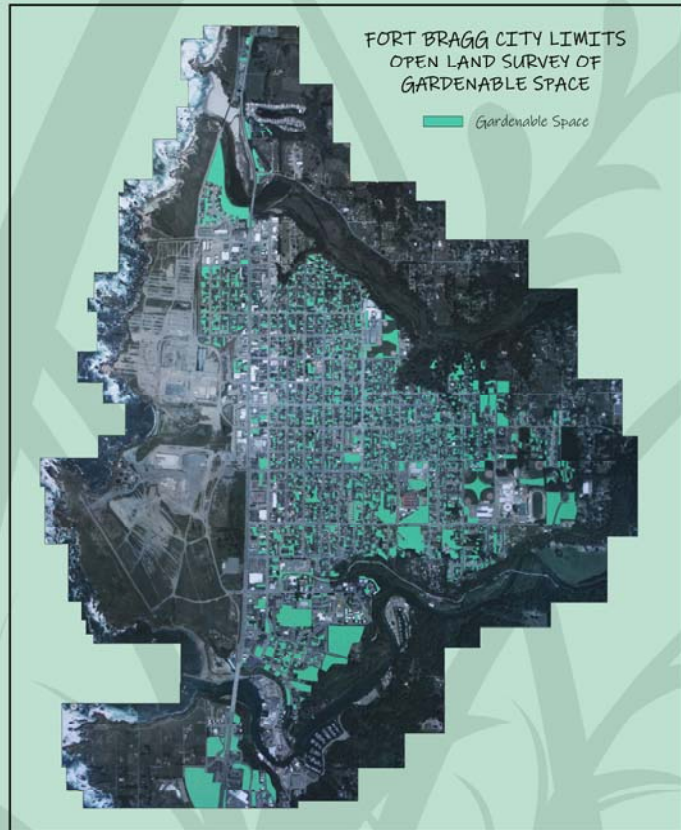 FORT BRAGG CITY LIMITS
OPEN LAND SURVEY OF
GARDENABLE SPACE
Gardenable Space